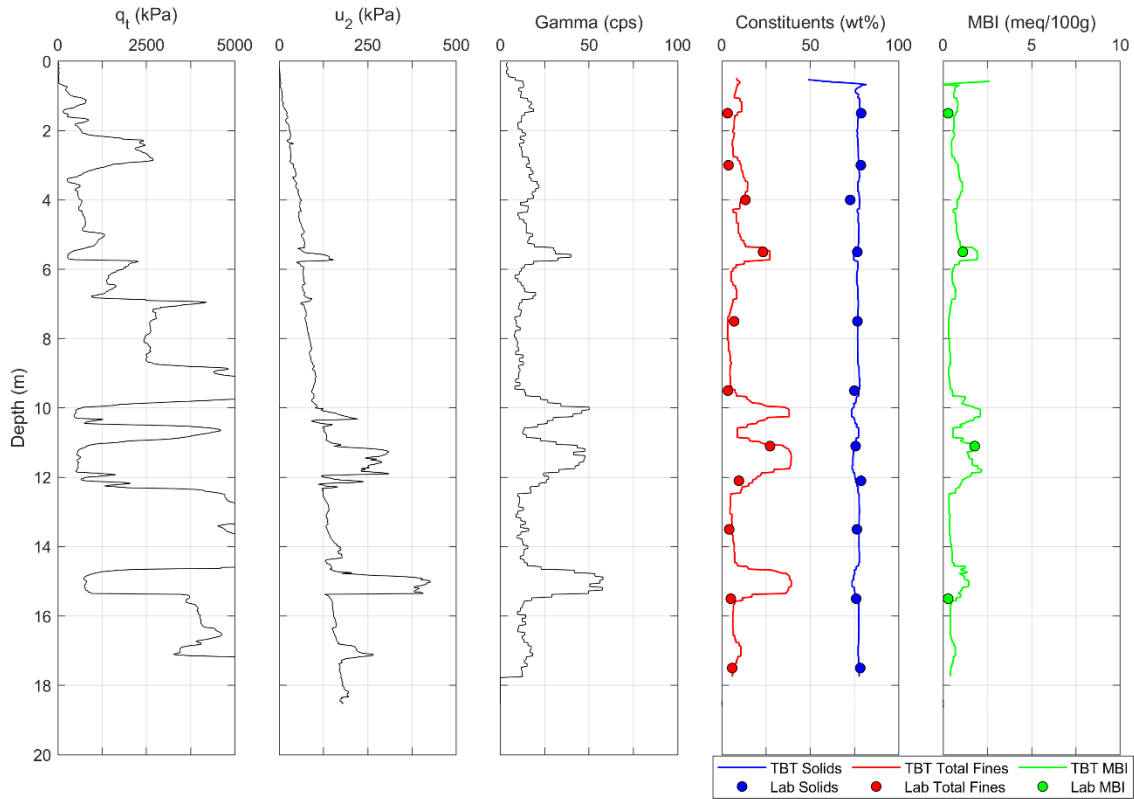 q_t (kPa) u_2 (kPa) Gamma (cps) Constituents (wt%) MBI (meq/100g)
0 2500 5000 0 250 500 0 50 100 0 50 100 0 5 10
0
2
4
6
8
10
12
14
16
18
20
Depth (m)
TBT Solids TBT Total Fines TBT MBI
Lab Solids Lab Total Fines Lab MBI